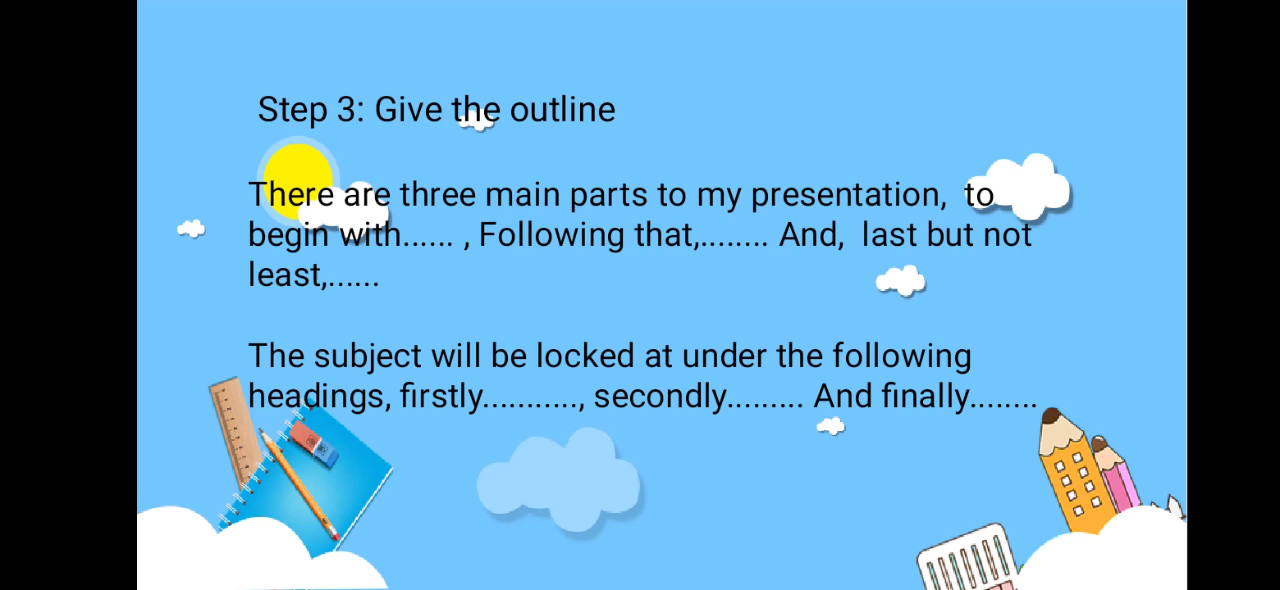 Step 3: Give the outline
There are three main parts to my presentation,  to
begin with...... , Following that,........ And,  last but not
least,......
The subject will be locked at under the following
headings, firstly..........., secondly......... And finally........